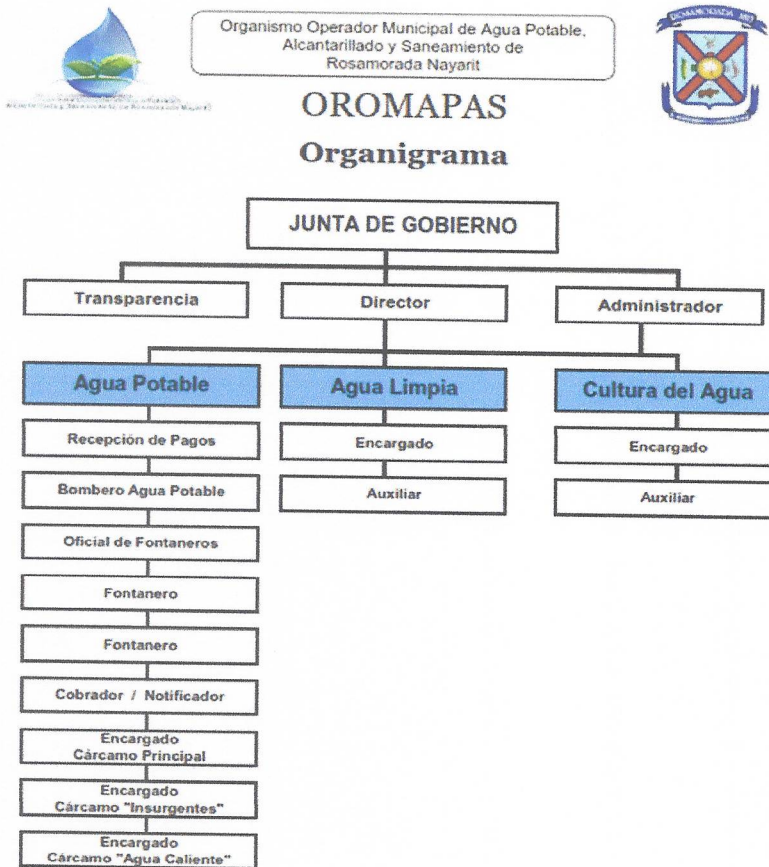 Organismo Operador Municipal de Agua Potable,
Alcantarillado y Saneamiento de
Rosamorada Nayarit
OROMAPAS
Organigrama
JUNTA DE GOBIERNO
Transparencia
Director
Administrador
Agua Potable
Agua Limpia
Cultura del Agua
Recepción de Pagos
Encargado
Encargado
Bombero Agua Potable
Auxiliar
Auxiliar
Oficial de Fontaneros
Fontanero
Fontanero
Cobrador / Notificador
Encargado
Cárcamo Principal
Encargado
Cárcamo "Insurgentes"
Encargado
Cárcamo "Agua Caliente"